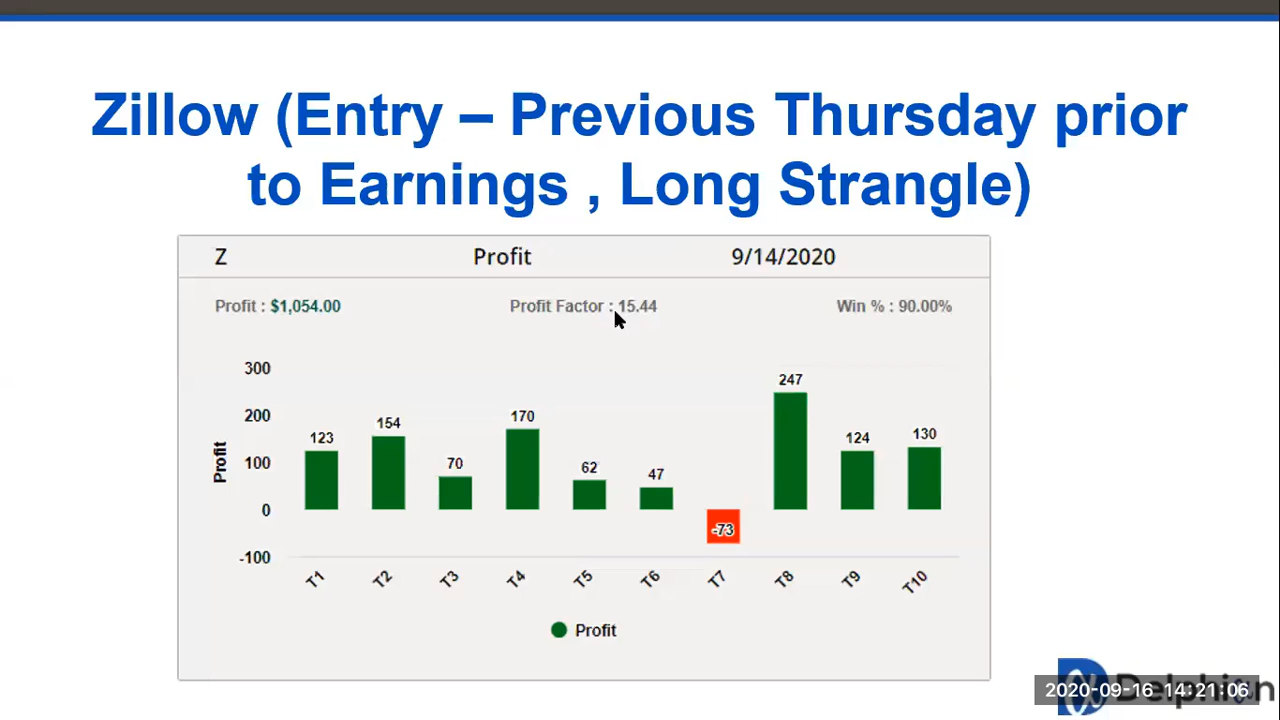 Zillow (Entry – Previous Thursday prior
to Earnings , Long Strangle)
Z Profit 9/14/2020
Profit : $1,054.00 Profit Factor : 15.44 Win % : 90.00%
300
200
100
0
-100
Profit
123 154 70 170 62 47 -73 247 124 130
T1 T2 T3 T4 T5 T6 T7 T8 T9 T10
Profit
Delphian
2020-09-16 14:21:06